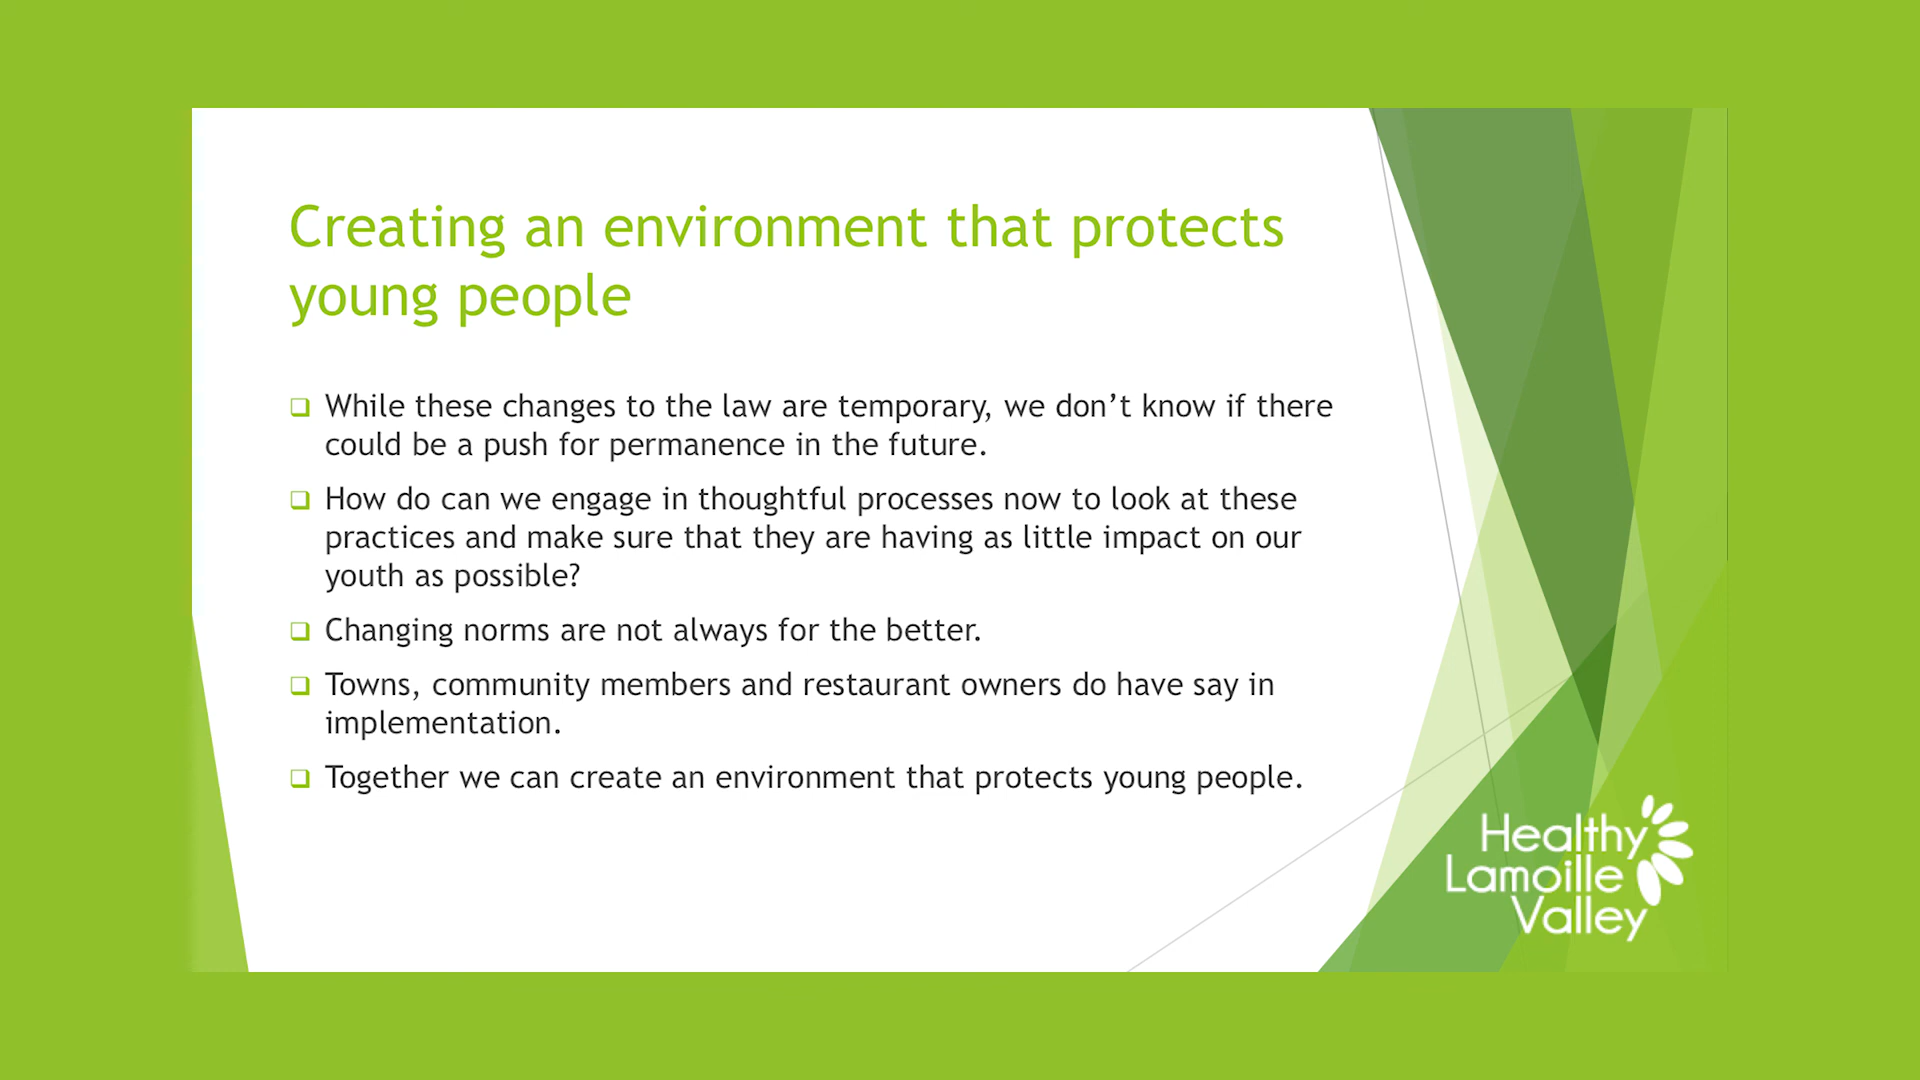 Creating an environment that protects
young people
While these changes to the law are temporary, we don’t know if there
could be a push for permanence in the future.
How do can we engage in thoughtful processes now to look at these
practices and make sure that they are having as little impact on our
youth as possible?
Changing norms are not always for the better.
Towns, community members and restaurant owners do have say in
implementation.
Together we can create an environment that protects young people.
Healthy
Lamoille
Valley